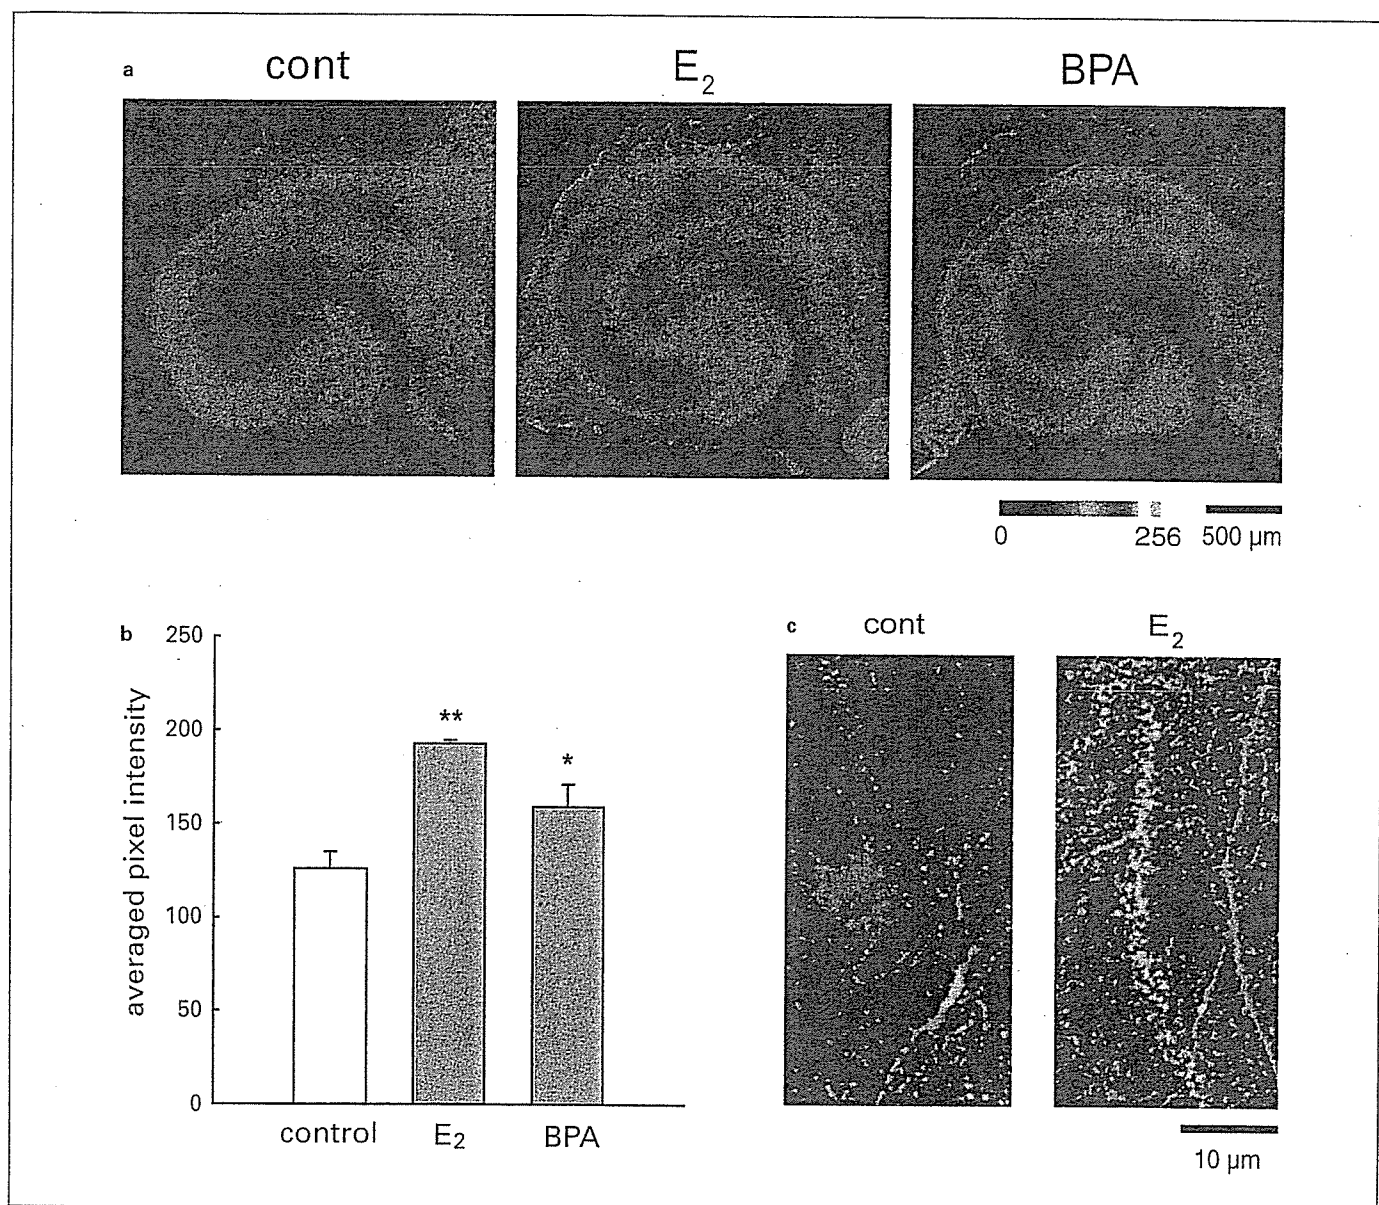 a cont E2 BPA
0 256 500 µm
b
250
200
150
100
50
0
averaged pixel intensity
**
*
control E2 BPA
c cont E2
10 µm